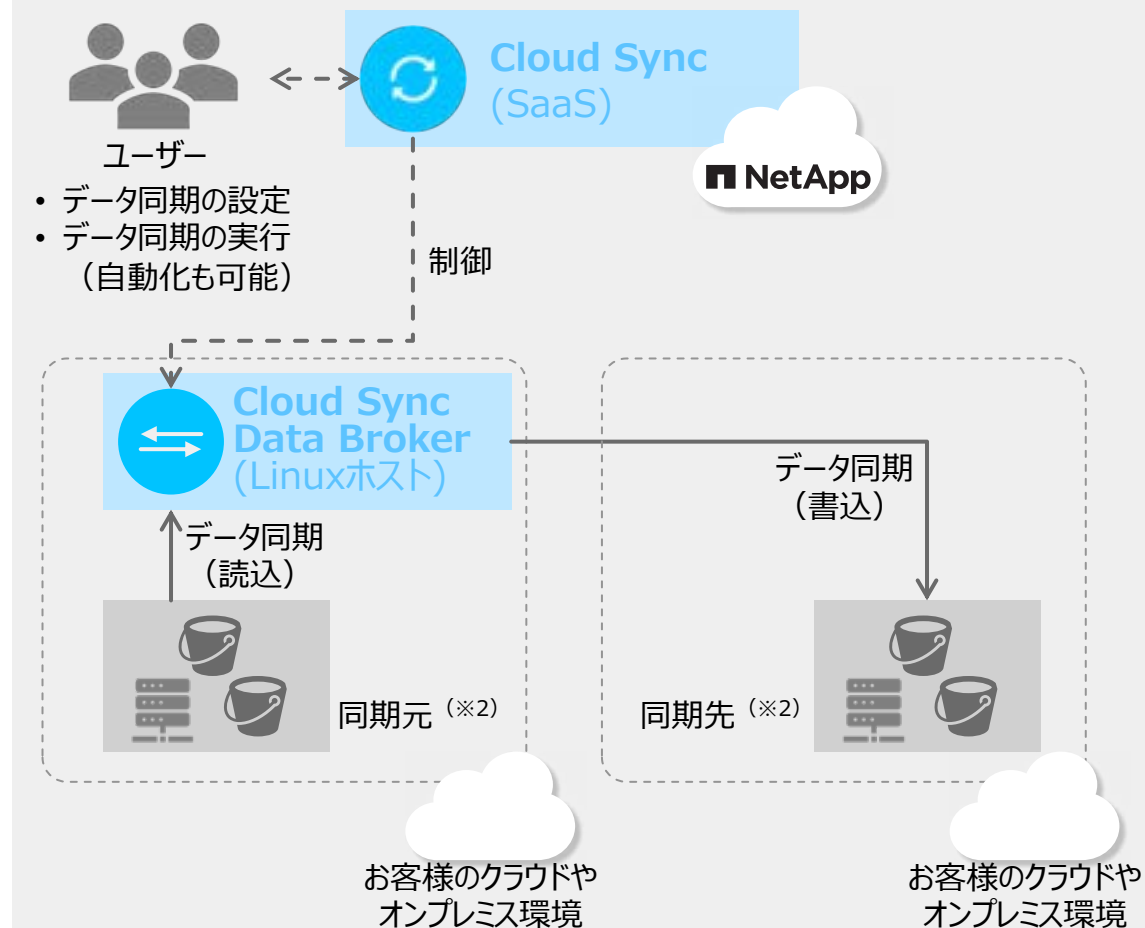 Cloud Sync
(SaaS)
NetApp
ユーザー
• データ同期の設定
• データ同期の実行
（自動化も可能）
制御
Cloud Sync
Data Broker
(Linuxホスト)
データ同期
（読込）
データ同期
（書込）
同期元（※2）
同期先（※2）
お客様のクラウドや
オンプレミス環境
お客様のクラウドや
オンプレミス環境